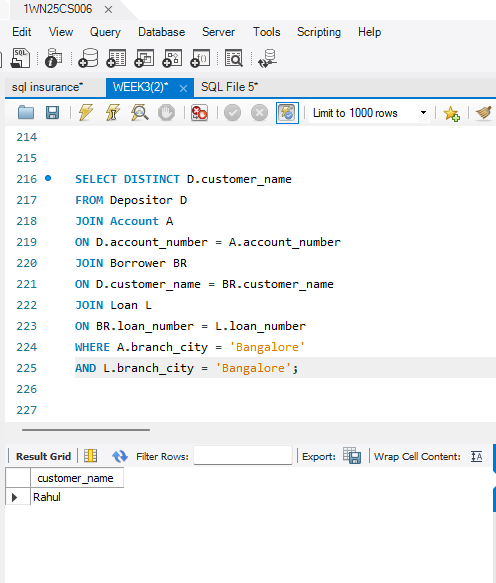 1WN25CS006
Edit View Query Database Server Tools Scripting Help
SQL
sql insurance* WEEK3(2)* SQL File 5*
Limit to 1000 rows
214
215
216 SELECT DISTINCT D.customer_name
217 FROM Depositor D
218 JOIN Account A
219 ON D.account_number = A.account_number
220 JOIN Borrower BR
221 ON D.customer_name = BR.customer_name
222 JOIN Loan L
223 ON BR.loan_number = L.loan_number
224 WHERE A.branch_city = 'Bangalore'
225 AND L.branch_city = 'Bangalore';
226
227
Result Grid Filter Rows: Export: Wrap Cell Content: IA
customer_name
Rahul